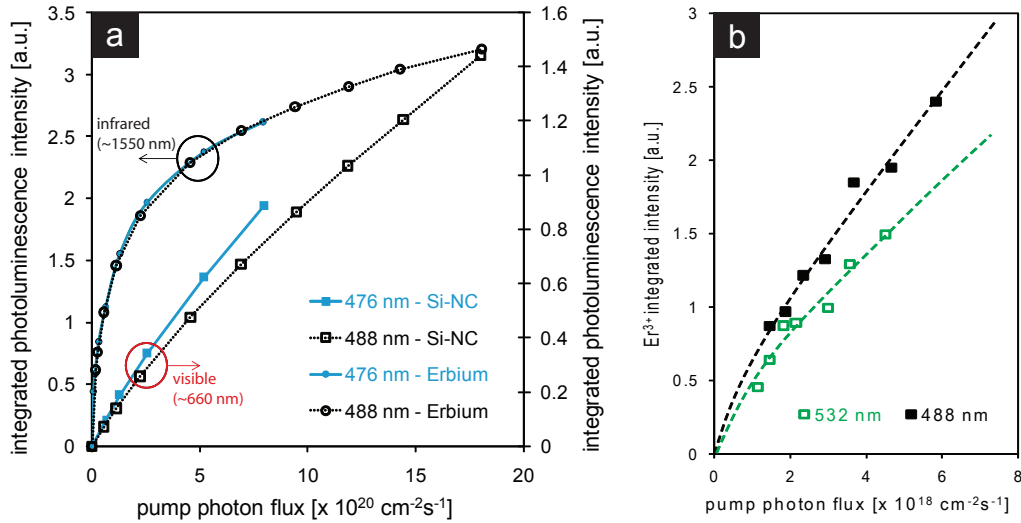 a
integrated photoluminescence intensity [a.u.]
3.5
3
2.5
2
1.5
1
0.5
0
infrared
(~1550 nm)
visible
(~660 nm)
476 nm - Si-NC
488 nm - Si-NC
476 nm - Erbium
488 nm - Erbium
0 5 10 15 20
pump photon flux [x 10²⁰ cm⁻²s⁻¹]
1.6
1.4
1.2
1.0
0.8
0.6
0.4
0.2
0.0
integrated photoluminescence intensity [a.u.]
b
Er³⁺ integrated intensity [a.u.]
3
2.5
2
1.5
1
0.5
0
532 nm 488 nm
0 2 4 6 8
pump photon flux [x 10¹⁸ cm⁻²s⁻¹]